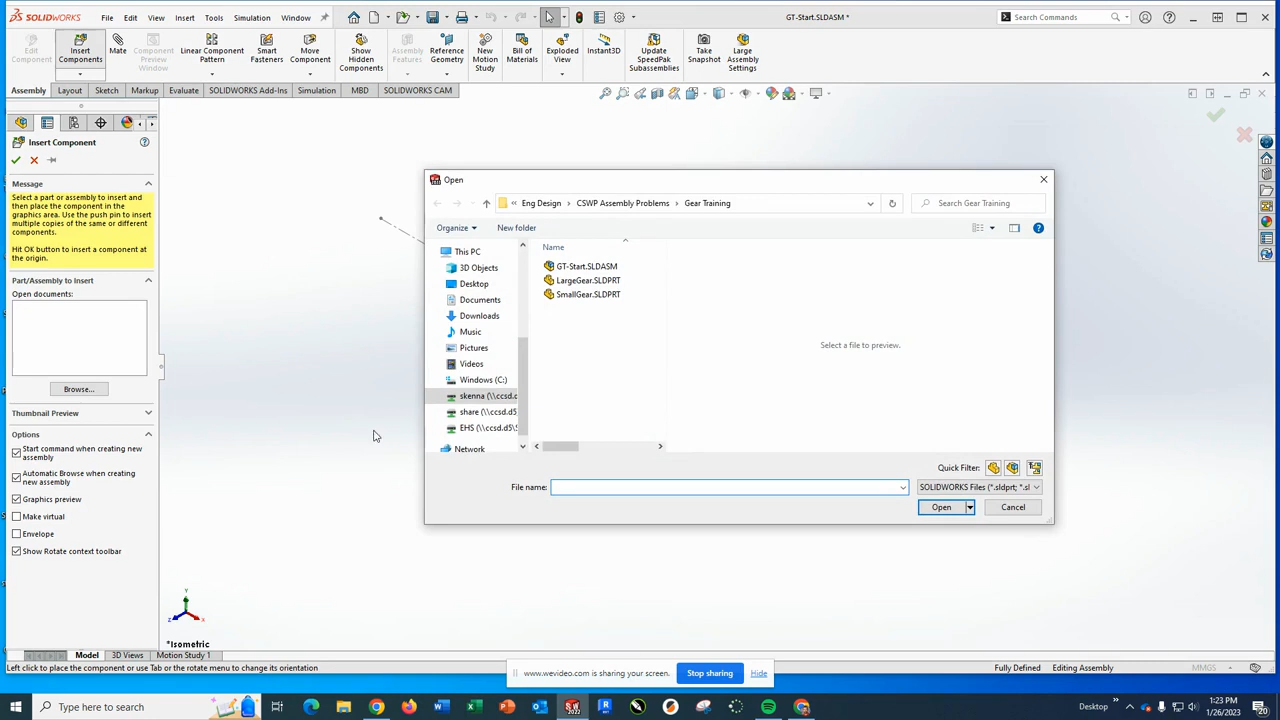 SOLIDWORKS File Edit View Insert Tools Simulation Window GT-Start.SLDASM * Search Commands
Edit Component Insert Components Mate Component Preview Window Linear Component Pattern Smart Fasteners Move Component Show Hidden Components Assembly Features Reference Geometry New Motion Study Bill of Materials Exploded View Instant3D Update SpeedPak Subassemblies Take Snapshot Large Assembly Settings
Assembly Layout Sketch Markup Evaluate SOLIDWORKS Add-Ins Simulation MBD SOLIDWORKS CAM
Insert Component
Message
Select a part or assembly to insert and
then place the component in the
graphics area. Use the push pin to insert
multiple copies of the same or different
components.
Hit OK button to insert a component at
the origin.
Part/Assembly to Insert
Open documents:
Browse...
Thumbnail Preview
Options
Start command when creating new
assembly
Automatic Browse when creating
new assembly
Graphics preview
Make virtual
Envelope
Show Rotate context toolbar
Open
« Eng Design > CSWP Assembly Problems > Gear Training
Search Gear Training
Organize New folder
Name
This PC
3D Objects
Desktop
Documents
Downloads
Music
Pictures
Videos
Windows (C:)
skenna (\\ccsd.c
share (\\ccsd.d5
EHS (\\ccsd.d5\
Network
GT-Start.SLDASM
LargeGear.SLDPRT
SmallGear.SLDPRT
Select a file to preview.
Quick Filter:
File name:
SOLIDWORKS Files (*.sldprt; *.sl
Open Cancel
Y
Z X
*Isometric
Model 3D Views Motion Study 1
Left click to place the component or use Tab or the rotate menu to change its orientation
Fully Defined Editing Assembly MMGS
www.wevideo.com is sharing your screen. Stop sharing Hide
Type here to search
Desktop
1:23 PM
1/26/2023
20